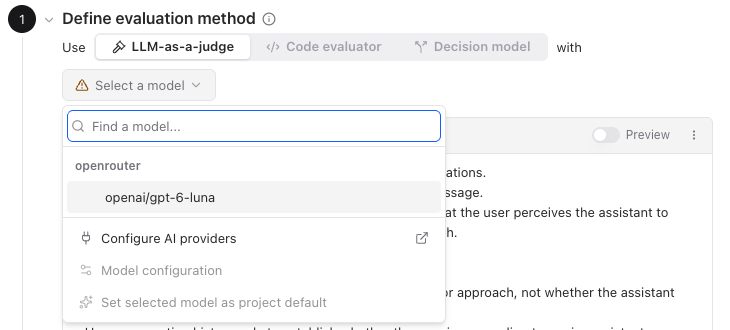 1 Define evaluation method
Use LLM-as-a-judge Code evaluator Decision model with
Select a model
Find a model...
Preview
openrouter
ations.
openai/gpt-6-luna
ssage.
at the user perceives the assistant to
Configure AI providers
h.
Model configuration
or approach, not whether the assistant
Set selected model as project default